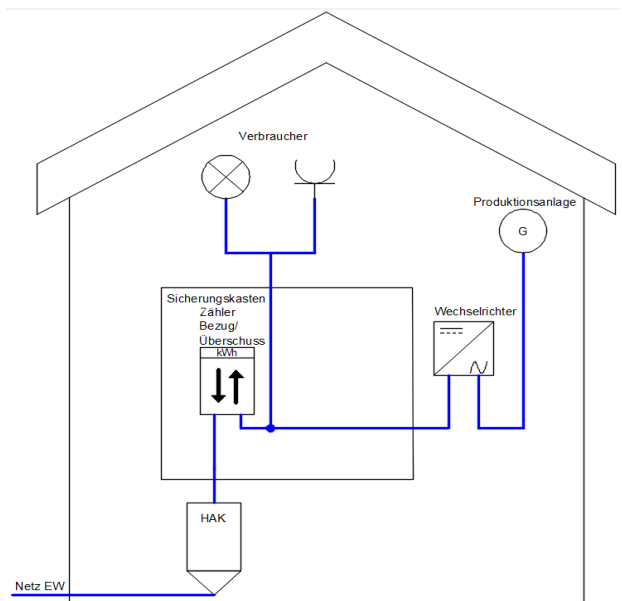 Verbraucher
Produktionsanlage
G
Sicherungskasten
Zähler
Bezug/
Überschuss
kWh
Wechselrichter
HAK
Netz EW